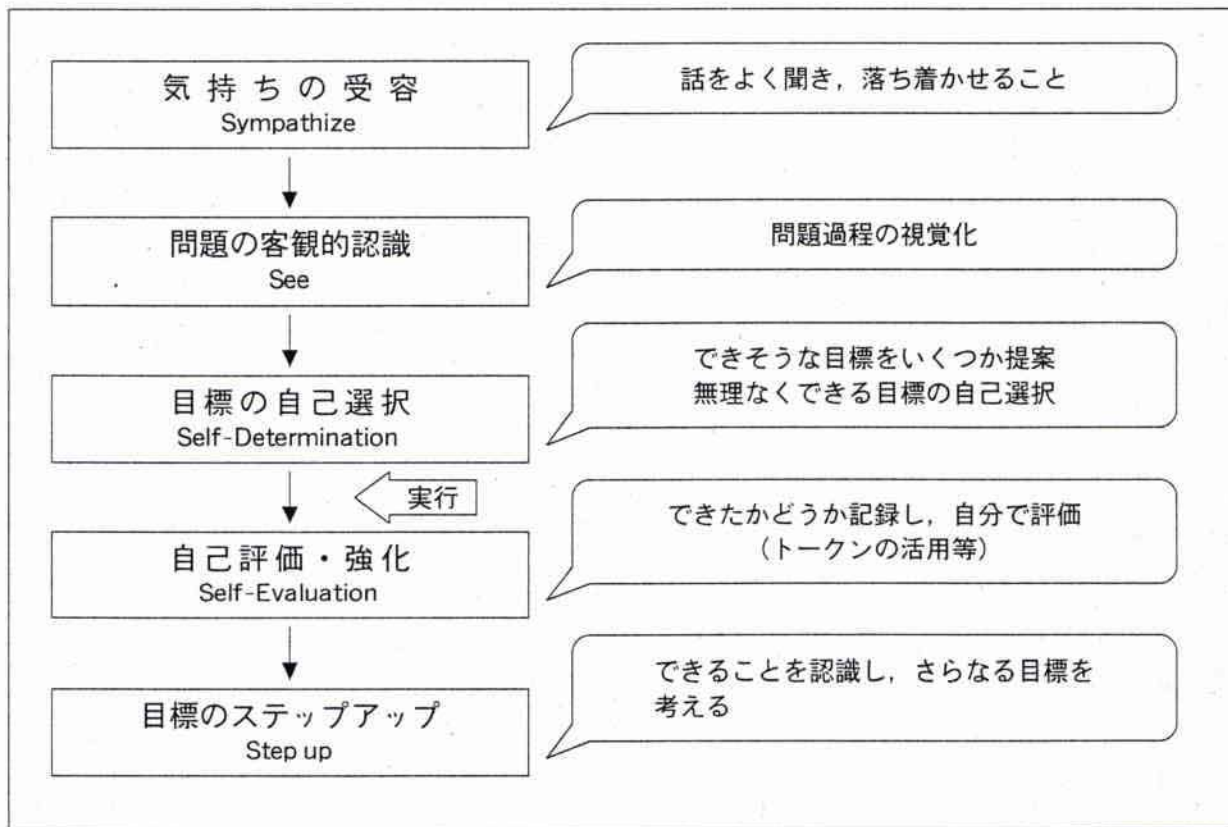 気持ちの受容
Sympathize
話をよく聞き，落ち着かせること
問題の客観的認識
See
問題過程の視覚化
目標の自己選択
Self-Determination
できそうな目標をいくつか提案
無理なくできる目標の自己選択
実行
自己評価・強化
Self-Evaluation
できたかどうか記録し，自分で評価
（トークンの活用等）
目標のステップアップ
Step up
できることを認識し，さらなる目標を
考える